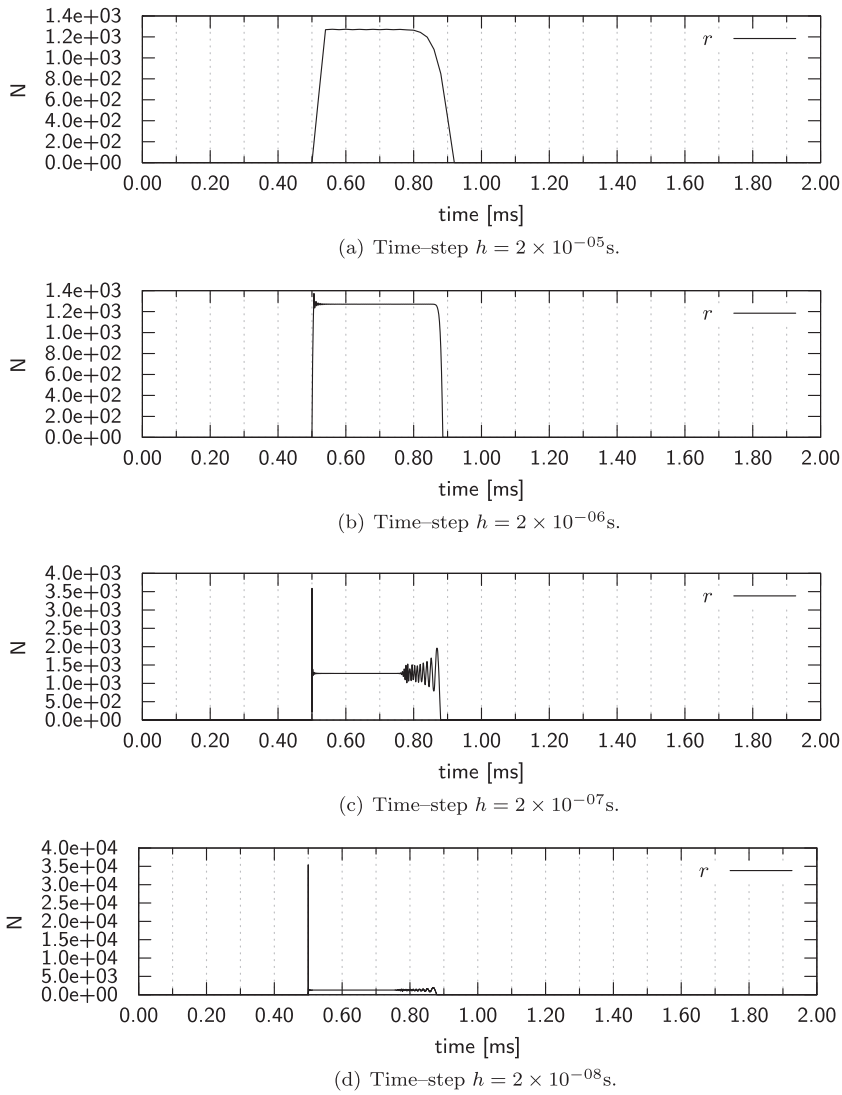 1.4e+03
1.2e+03
1.0e+03
8.0e+02
6.0e+02
4.0e+02
2.0e+02
0.0e+00
N
r
0.00 0.20 0.40 0.60 0.80 1.00 1.20 1.40 1.60 1.80 2.00
time [ms]
(a) Time–step h = 2 × 10^{−05}s.
1.4e+03
1.2e+03
1.0e+03
8.0e+02
6.0e+02
4.0e+02
2.0e+02
0.0e+00
N
r
0.00 0.20 0.40 0.60 0.80 1.00 1.20 1.40 1.60 1.80 2.00
time [ms]
(b) Time–step h = 2 × 10^{−06}s.
4.0e+03
3.5e+03
3.0e+03
2.5e+03
2.0e+03
1.5e+03
1.0e+03
5.0e+02
0.0e+00
N
r
0.00 0.20 0.40 0.60 0.80 1.00 1.20 1.40 1.60 1.80 2.00
time [ms]
(c) Time–step h = 2 × 10^{−07}s.
4.0e+04
3.5e+04
3.0e+04
2.5e+04
2.0e+04
1.5e+04
1.0e+04
5.0e+03
0.0e+00
N
r
0.00 0.20 0.40 0.60 0.80 1.00 1.20 1.40 1.60 1.80 2.00
time [ms]
(d) Time–step h = 2 × 10^{−08}s.